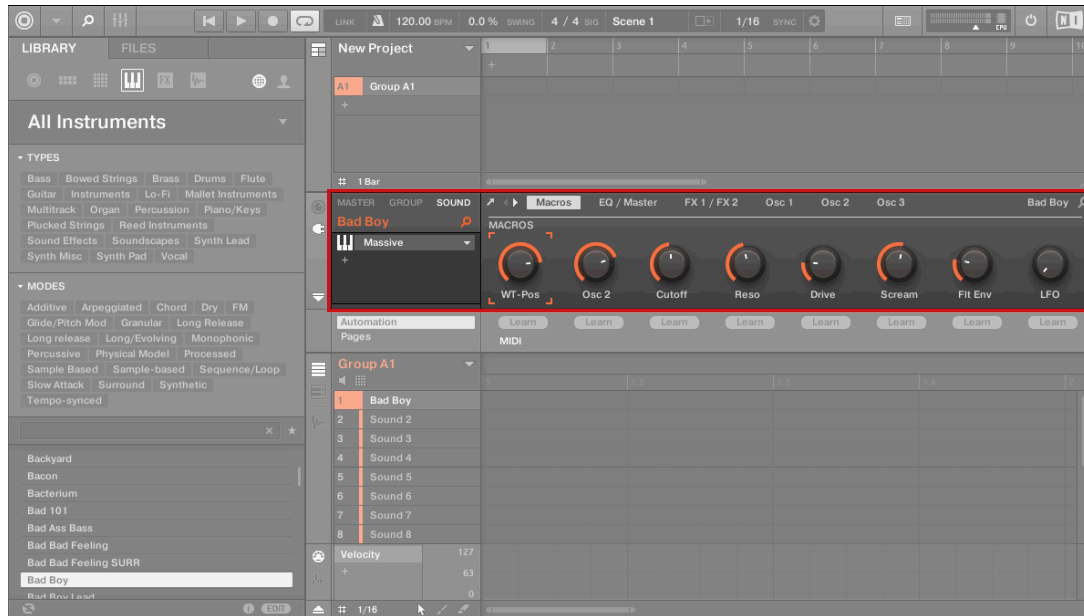 LINK 120.00 BPM 0.0 % SWING 4 / 4 SIG Scene 1 1/16 SYNC CPU NI
LIBRARY FILES
FX
All Instruments
TYPES
Bass Bowed Strings Brass Drums Flute
Guitar Instruments Lo-Fi Mallet Instruments
Multitrack Organ Percussion Piano/Keys
Plucked Strings Reed Instruments
Sound Effects Soundscapes Synth Lead
Synth Misc Synth Pad Vocal
MODES
Additive Arpeggiated Chord Dry FM
Glide/Pitch Mod Granular Long Release
Long release Long/Evolving Monophonic
Percussive Physical Model Processed
Sample Based Sample-based Sequence/Loop
Slow Attack Surround Synthetic
Tempo-synced
Backyard
Bacon
Bacterium
Bad 101
Bad Ass Bass
Bad Bad Feeling
Bad Bad Feeling SURR
Bad Boy
Bad Boy Lead
EDIT
New Project 1 2 3 4 5 6 7 8 9 10
+
A1 Group A1
+
1 Bar
MASTER GROUP SOUND Macros EQ / Master FX 1 / FX 2 Osc 1 Osc 2 Osc 3 Bad Boy
Bad Boy MACROS
Massive
+
WT-Pos Osc 2 Cutoff Reso Drive Scream Flt Env LFO
Automation Learn Learn Learn Learn Learn Learn Learn Learn
Pages MIDI
Group A1
1 1.2 1.3 1.4 2
1 Bad Boy
2 Sound 2
3 Sound 3
4 Sound 4
5 Sound 5
6 Sound 6
7 Sound 7
8 Sound 8
Velocity 127
+ 63
0
1/16